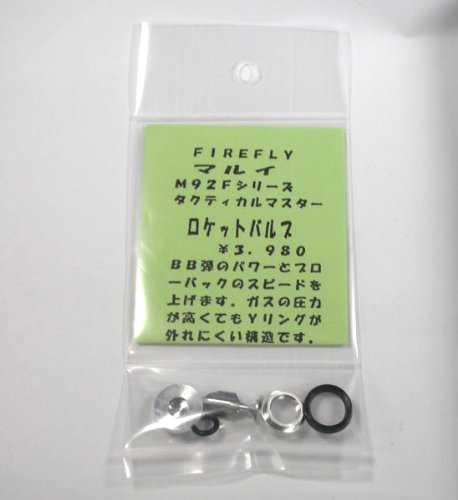 FIREFLY
マルイ
M92Fシリーズ
タクティカルマスター
ロケットバルブ
¥3,980
BB弾のパワーとブロ
ーバックのスピードを
上げます。ガスの圧力
が高くてもYリングが
外れにくい構造です。